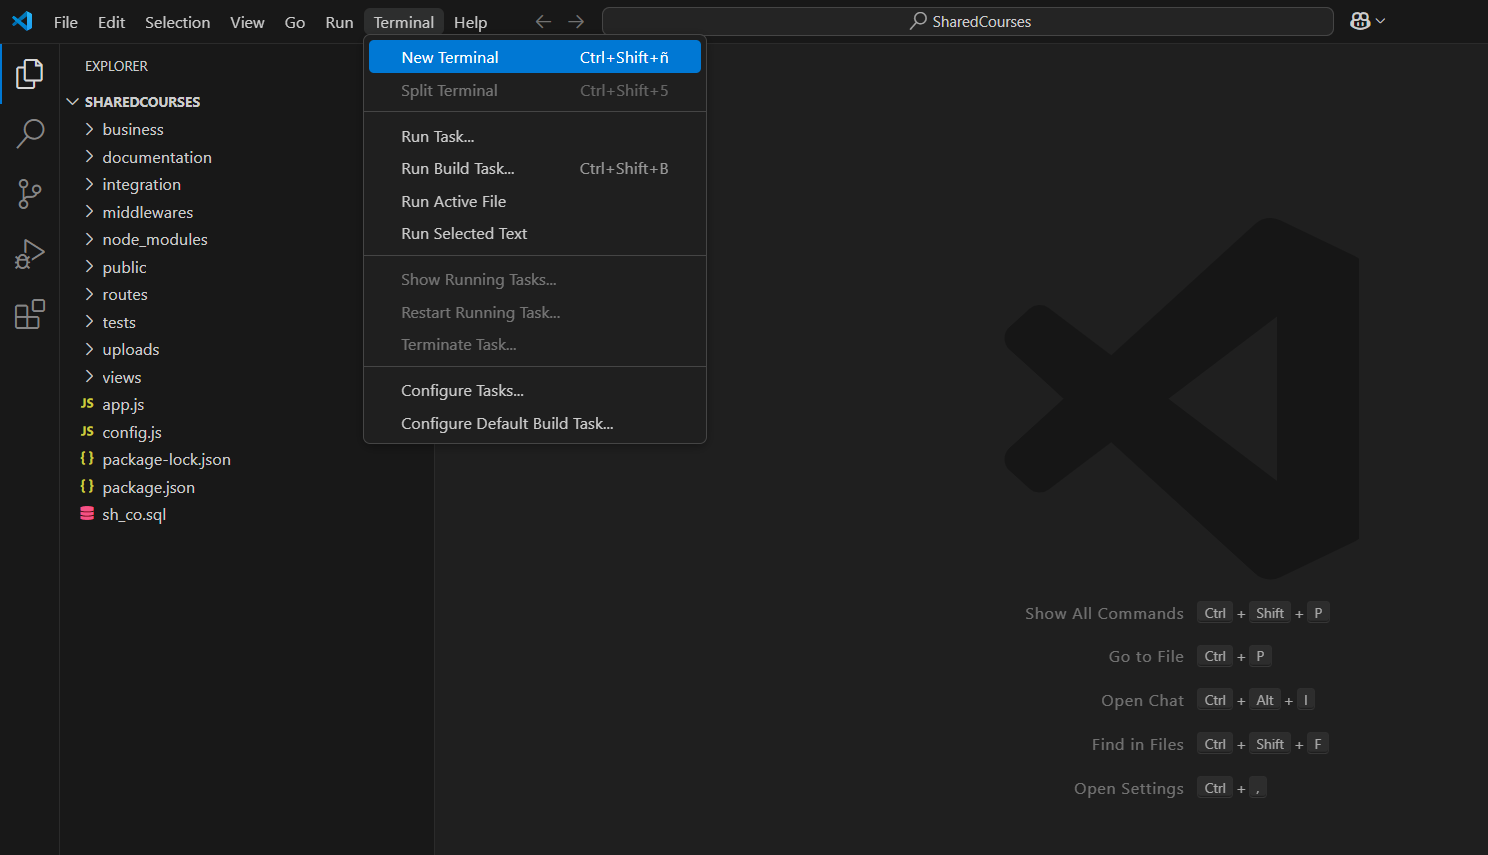 File Edit Selection View Go Run Terminal Help
SharedCourses
EXPLORER
SHAREDCOURSES
business
documentation
integration
middlewares
node_modules
public
routes
tests
uploads
views
JS app.js
JS config.js
{} package-lock.json
{} package.json
sh_co.sql
New Terminal Ctrl+Shift+ñ
Split Terminal Ctrl+Shift+5
Run Task...
Run Build Task... Ctrl+Shift+B
Run Active File
Run Selected Text
Show Running Tasks...
Restart Running Task...
Terminate Task...
Configure Tasks...
Configure Default Build Task...
Show All Commands Ctrl + Shift + P
Go to File Ctrl + P
Open Chat Ctrl + Alt + I
Find in Files Ctrl + Shift + F
Open Settings Ctrl + ,